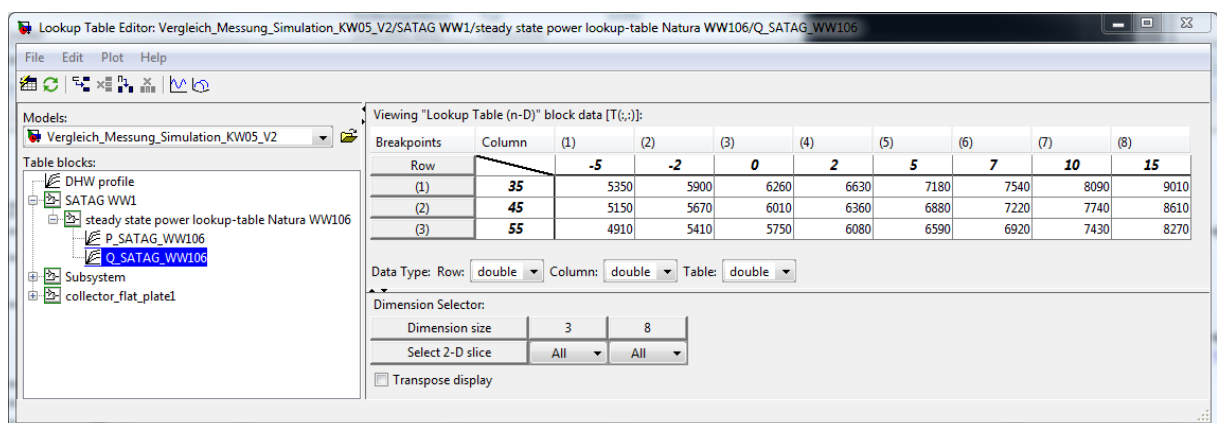 Lookup Table Editor: Vergleich_Messung_Simulation_KW05_V2/SATAG WW1/steady state power lookup-table Natura WW106/Q_SATAG_WW106
File Edit Plot Help
Models:
Vergleich_Messung_Simulation_KW05_V2
Table blocks:
DHW profile
SATAG WW1
steady state power lookup-table Natura WW106
P_SATAG_WW106
Q_SATAG_WW106
Subsystem
collector_flat_plate1
Viewing "Lookup Table (n-D)" block data [T(:,:)]:
Breakpoints Column (1) (2) (3) (4) (5) (6) (7) (8)
Row -5 -2 0 2 5 7 10 15
(1) 35 5350 5900 6260 6630 7180 7540 8090 9010
(2) 45 5150 5670 6010 6360 6880 7220 7740 8610
(3) 55 4910 5410 5750 6080 6590 6920 7430 8270
Data Type: Row: double Column: double Table: double
Dimension Selector:
Dimension size 3 8
Select 2-D slice All All
Transpose display